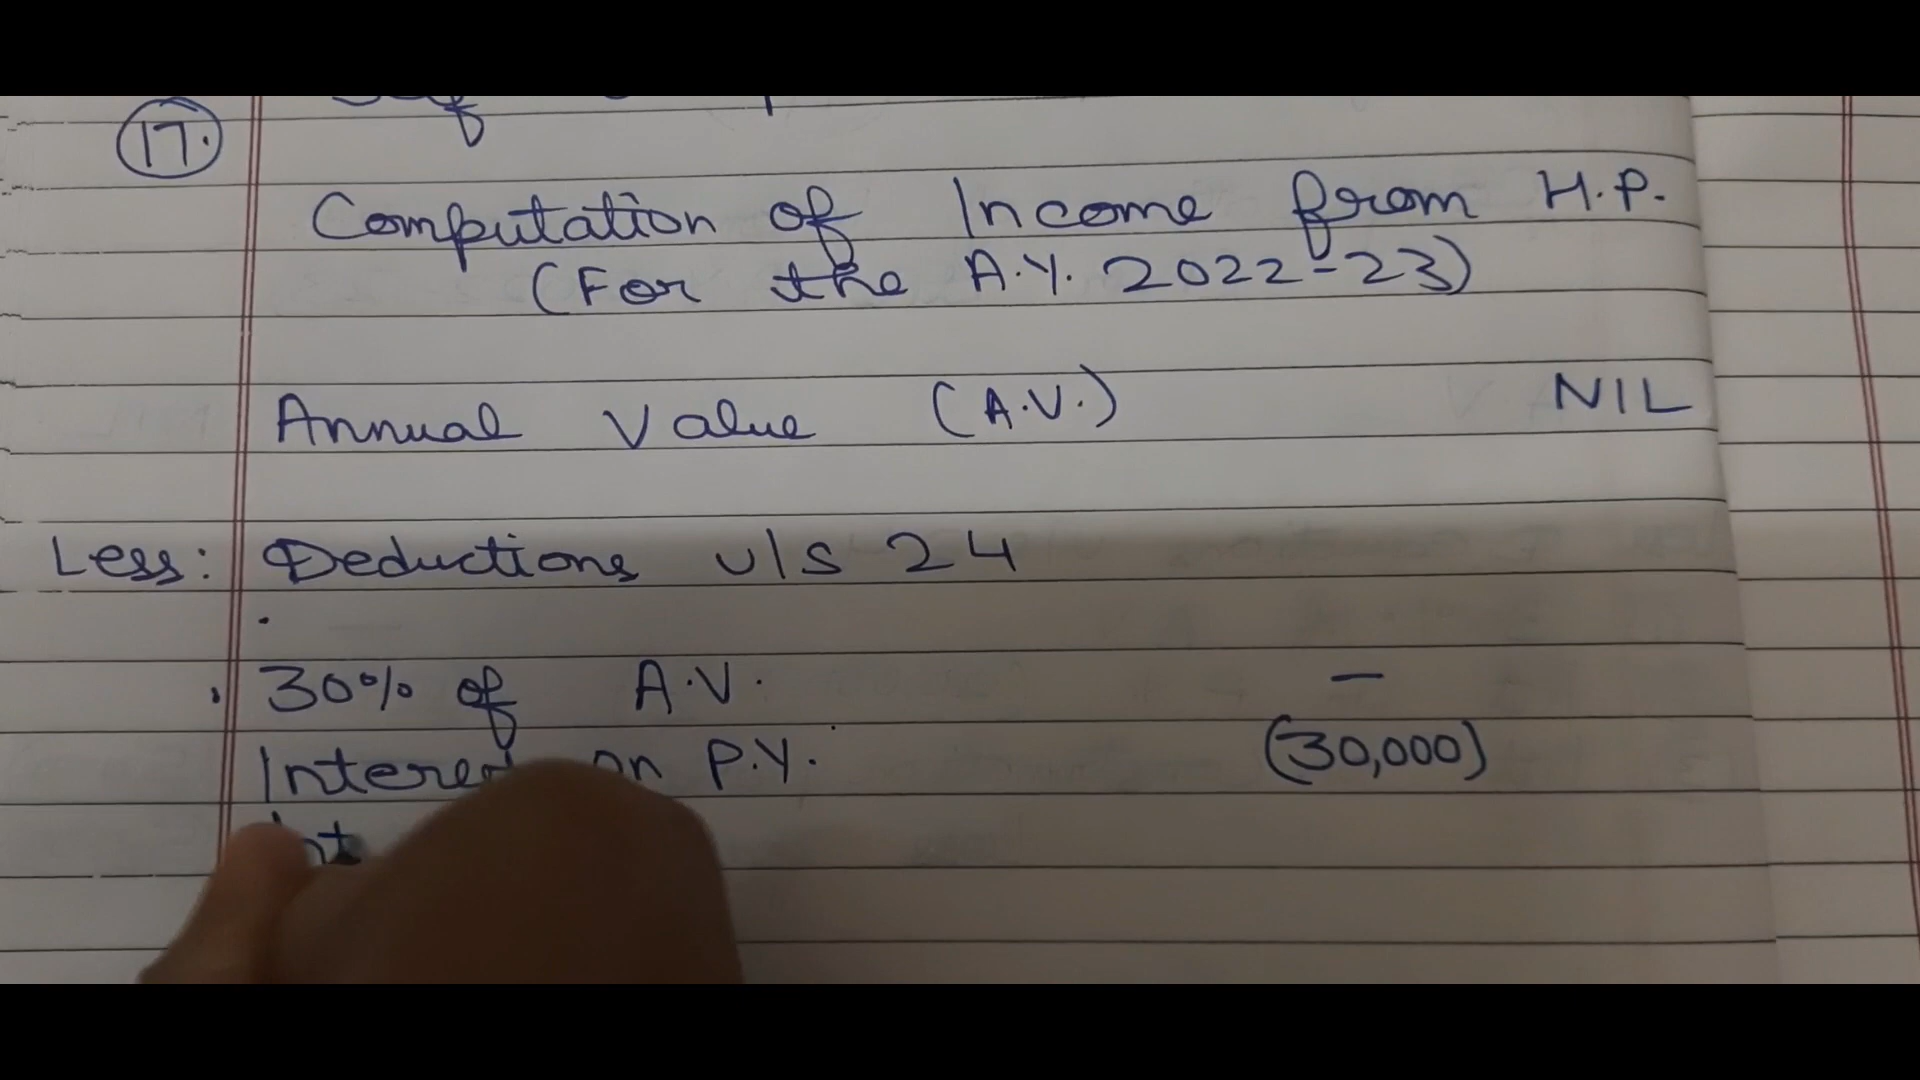 17.
Computation of Income from H.P.
(For the A.Y. 2022-23)
Annual Value (A.V.) NIL
Less: Deductions u/s 24
30% of A.V. —
on P.Y. (30,000)
Int